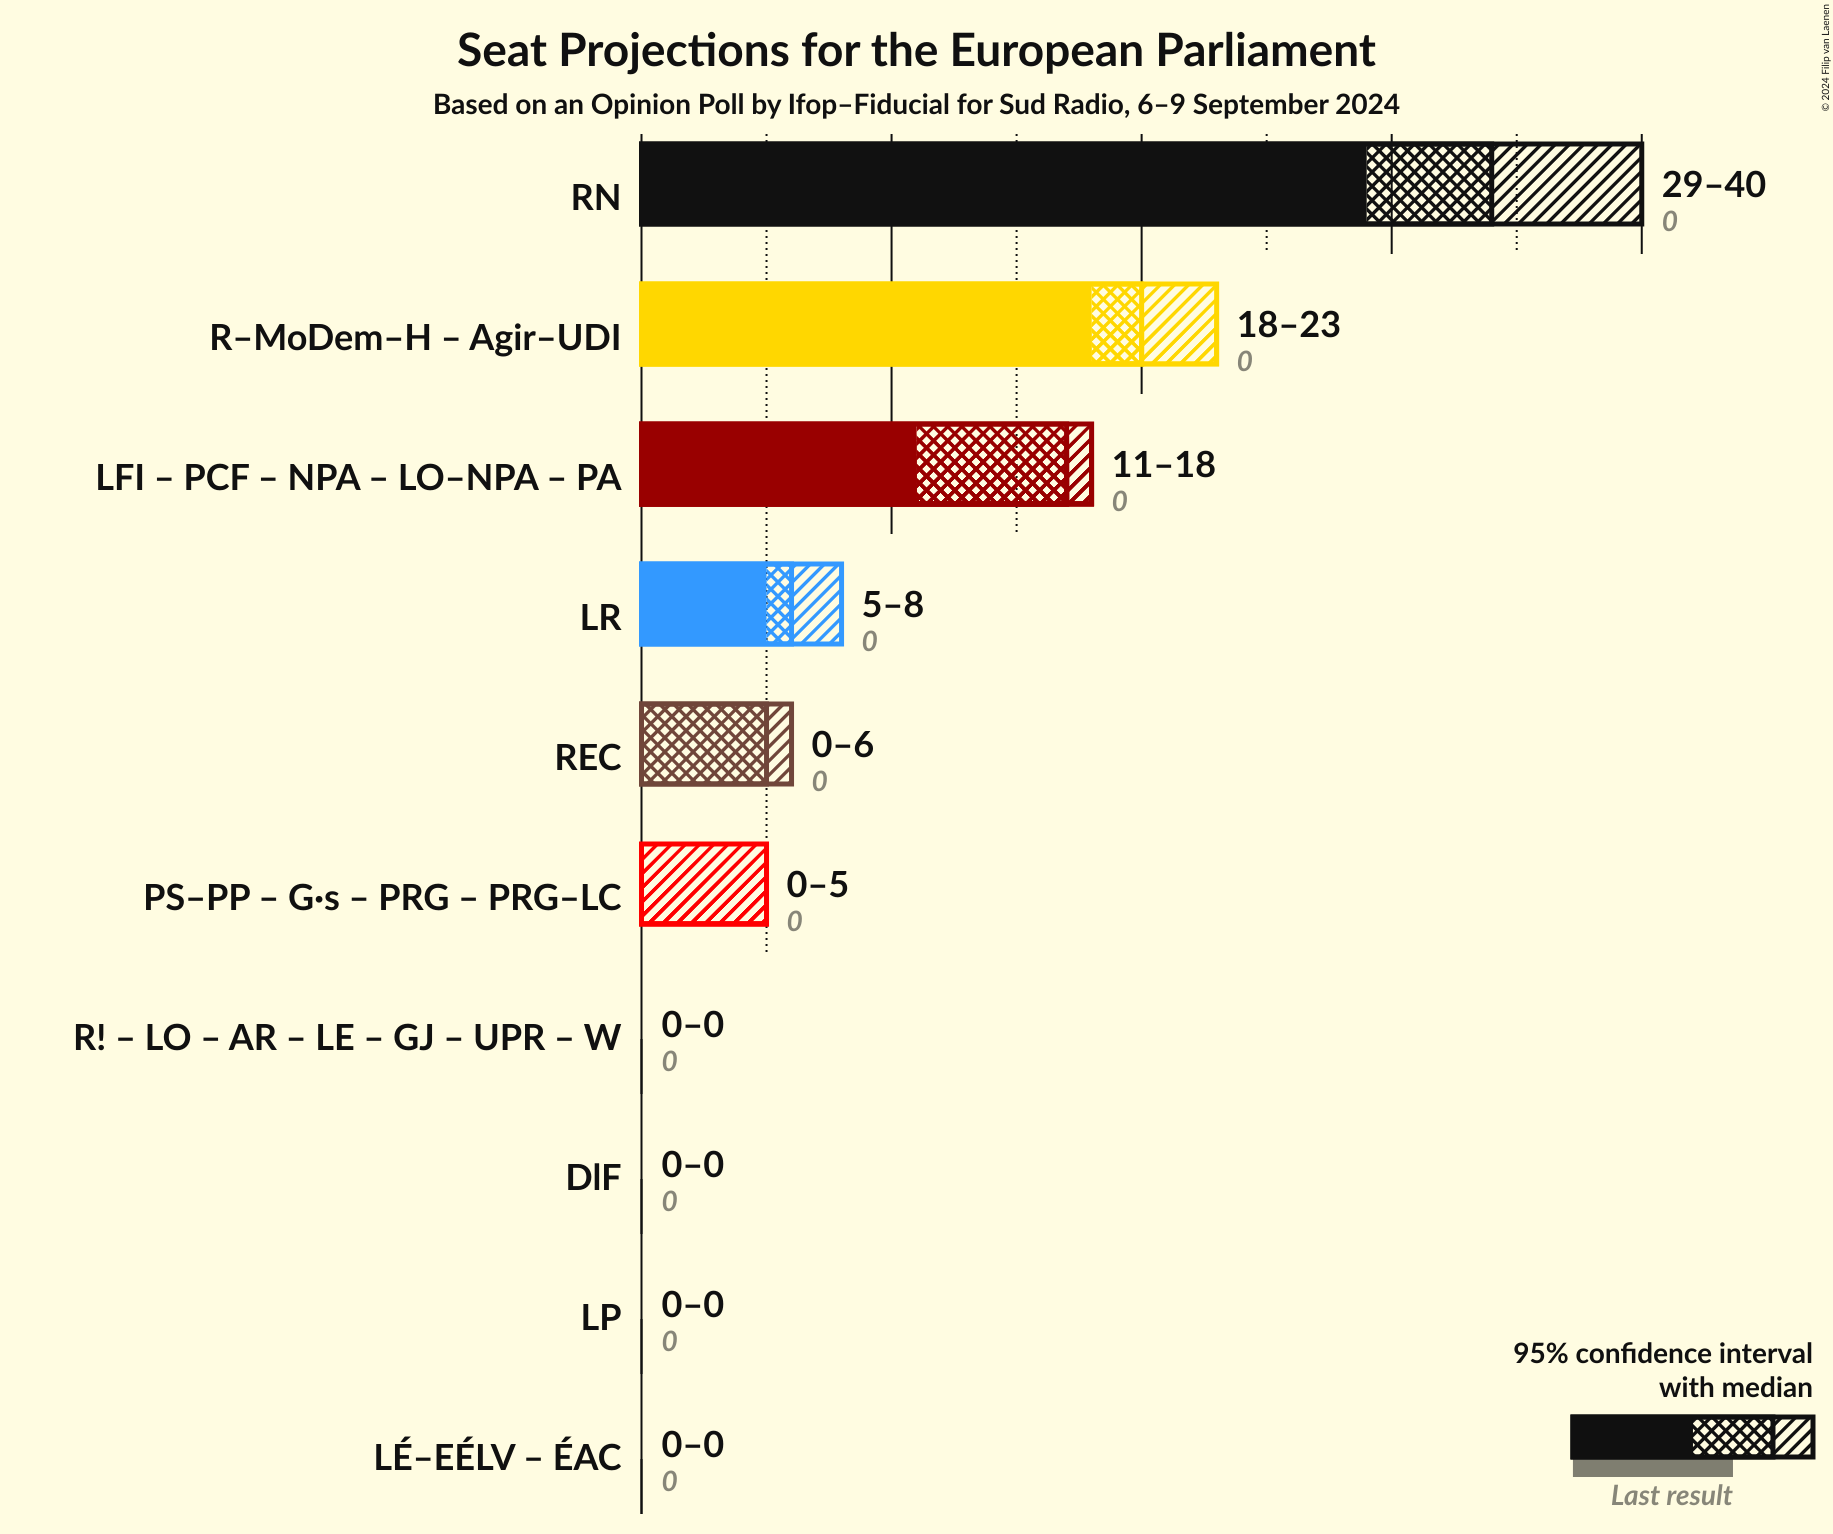 Seat Projections for the European Parliament
Based on an Opinion Poll by Ifop–Fiducial for Sud Radio, 6–9 September 2024
© 2024 Filip van Laenen
RN
29–40
0
R–MoDem–H – Agir–UDI
18–23
0
LFI – PCF – NPA – LO–NPA – PA
11–18
0
LR
5–8
0
REC
0–6
0
PS–PP – G·s – PRG – PRG–LC
0–5
0
R! – LO – AR – LE – GJ – UPR – W
0–0
0
DIF
0–0
0
LP
0–0
0
LÉ–EÉLV – ÉAC
0–0
0
95% confidence interval
with median
Last result